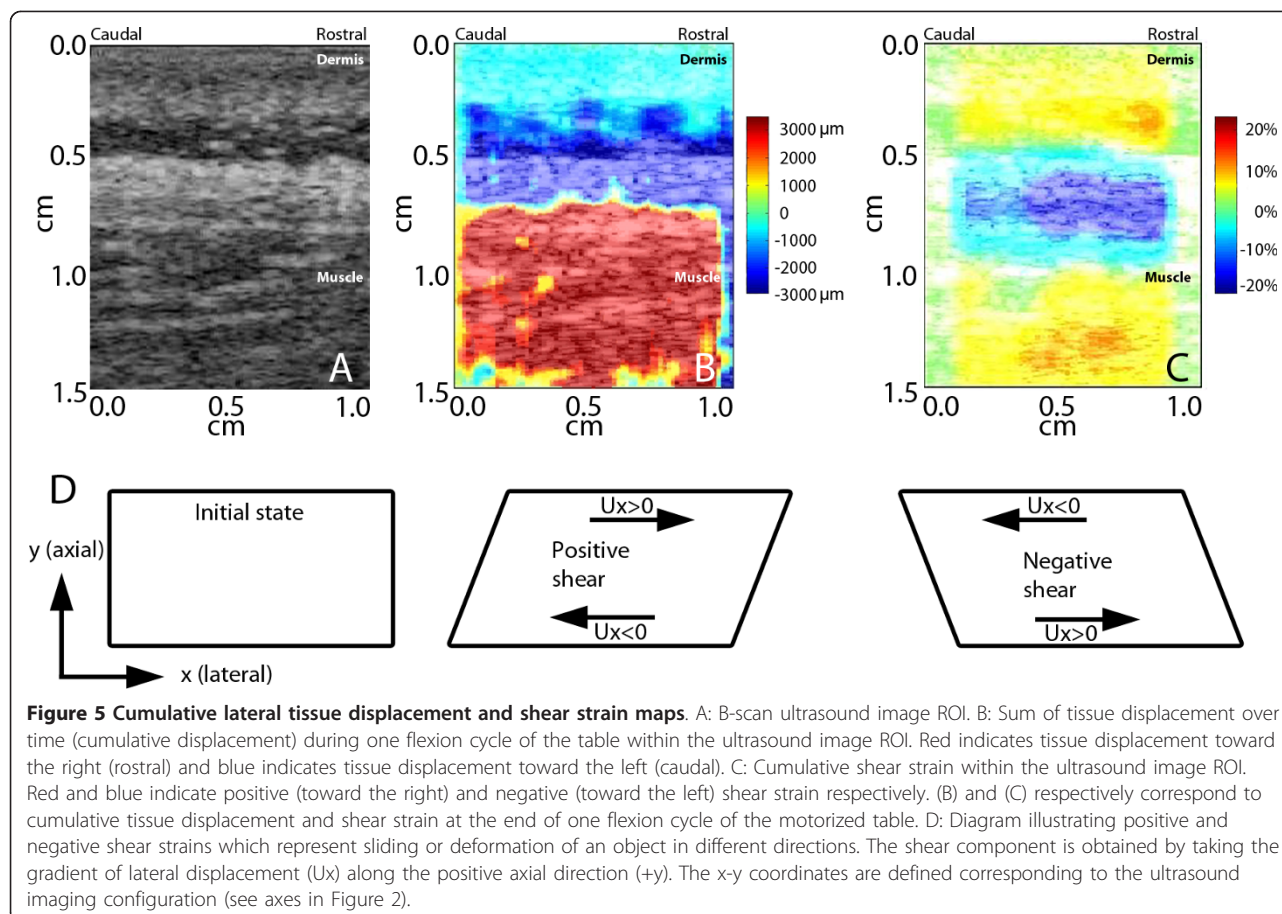 Caudal Rostral
0.0
Dermis
0.5
cm
1.0
Muscle
A
1.5
0.0 0.5 1.0
cm
Caudal Rostral
0.0
Dermis
0.5
cm
1.0
Muscle
B
1.5
0.0 0.5 1.0
cm
3000 µm
2000
1000
0
-1000
-2000
-3000 µm
Caudal Rostral
0.0
Dermis
0.5
cm
1.0
Muscle
C
1.5
0.0 0.5 1.0
cm
20%
10%
0%
-10%
-20%
D
Initial state
y (axial)
x (lateral)
Ux>0
Positive
shear
Ux<0
Ux<0
Negative
shear
Ux>0
Figure 5 Cumulative lateral tissue displacement and shear strain maps. A: B-scan ultrasound image ROI. B: Sum of tissue displacement over
time (cumulative displacement) during one flexion cycle of the table within the ultrasound image ROI. Red indicates tissue displacement toward
the right (rostral) and blue indicates tissue displacement toward the left (caudal). C: Cumulative shear strain within the ultrasound image ROI.
Red and blue indicate positive (toward the right) and negative (toward the left) shear strain respectively. (B) and (C) respectively correspond to
cumulative tissue displacement and shear strain at the end of one flexion cycle of the motorized table. D: Diagram illustrating positive and
negative shear strains which represent sliding or deformation of an object in different directions. The shear component is obtained by taking the
gradient of lateral displacement (Ux) along the positive axial direction (+y). The x-y coordinates are defined corresponding to the ultrasound
imaging configuration (see axes in Figure 2).